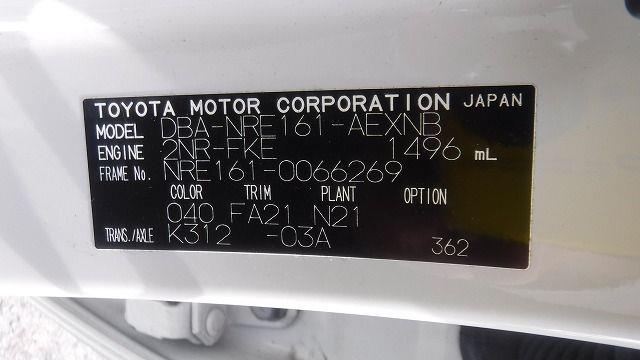 TOYOTA MOTOR CORPORATION JAPAN
MODEL DBA-NRE161-AEXNB
ENGINE 2NR-FKE 1496 mL
FRAME No. NRE161-0066269
COLOR TRIM PLANT OPTION
040 FA21 N21
TRANS./AXLE K312 -03A 362